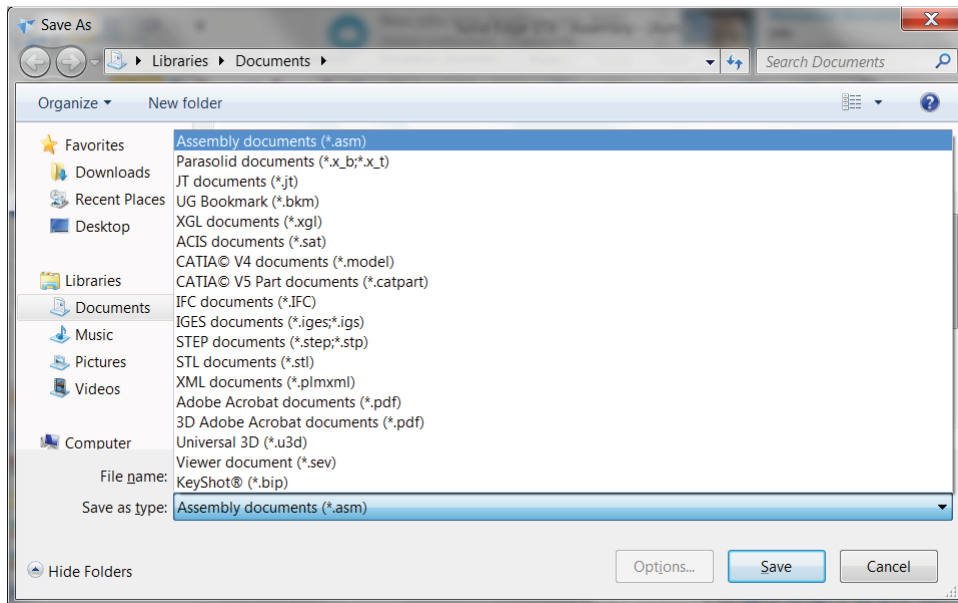 Save As
Libraries Documents
Search Documents
Organize New folder
Favorites
Downloads
Recent Places
Desktop
Libraries
Documents
Music
Pictures
Videos
Computer
Assembly documents (*.asm)
Parasolid documents (*.x_b;*.x_t)
JT documents (*.jt)
UG Bookmark (*.bkm)
XGL documents (*.xgl)
ACIS documents (*.sat)
CATIA© V4 documents (*.model)
CATIA© V5 Part documents (*.catpart)
IFC documents (*.IFC)
IGES documents (*.iges;*.igs)
STEP documents (*.step;*.stp)
STL documents (*.stl)
XML documents (*.plmxml)
Adobe Acrobat documents (*.pdf)
3D Adobe Acrobat documents (*.pdf)
Universal 3D (*.u3d)
Viewer document (*.sev)
KeyShot® (*.bip)
File name:
Save as type: Assembly documents (*.asm)
Hide Folders
Options... Save Cancel